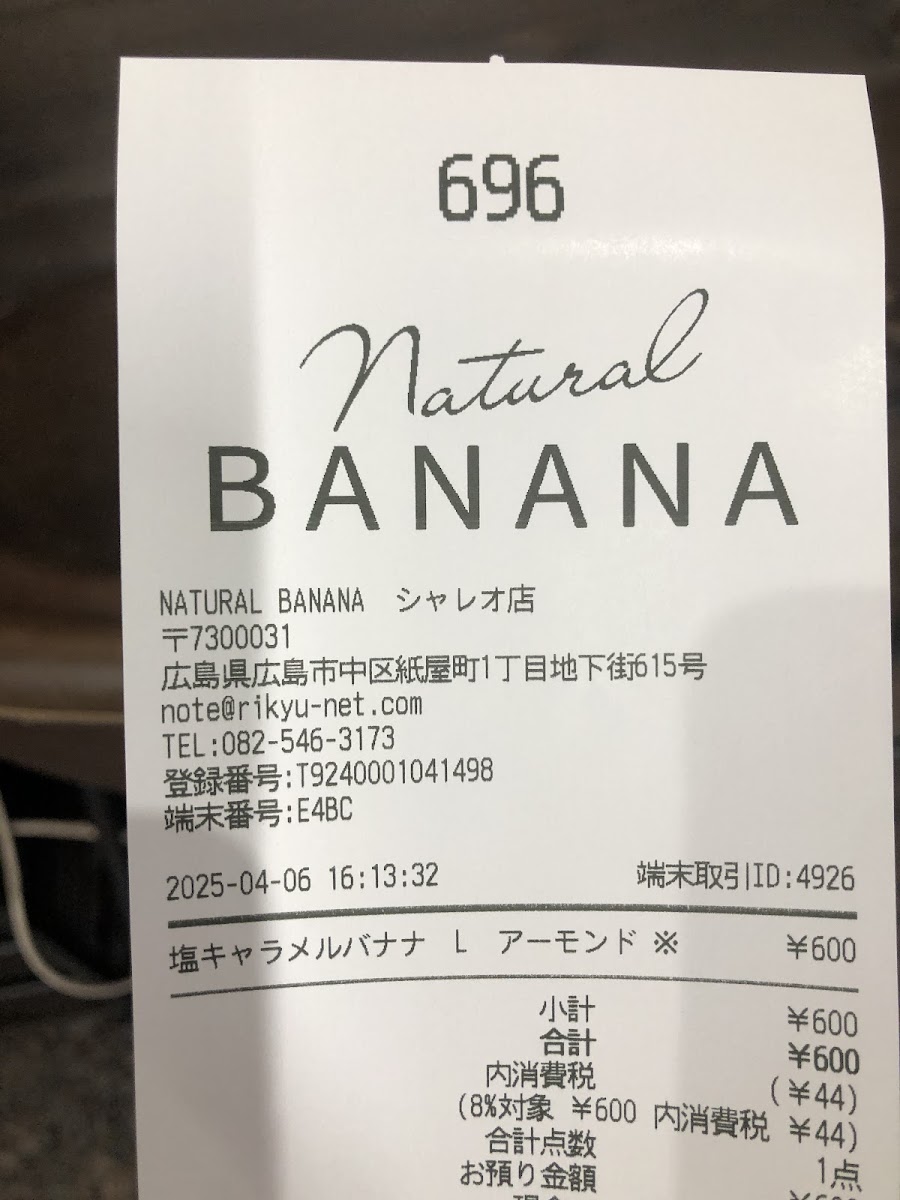 696
Natural
BANANA
NATURAL BANANA シャレオ店
〒7300031
広島県広島市中区紙屋町1丁目地下街615号
note@rikyu-net.com
TEL:082-546-3173
登録番号:T9240001041498
端末番号:E4BC
2025-04-06 16:13:32 端末取引ID:4926
塩キャラメルバナナ L アーモンド ※ ¥600
小計 ¥600
合計 ¥600
内消費税 (¥44)
(8%対象 ¥600 内消費税 ¥44)
合計点数 1点
お預り金額